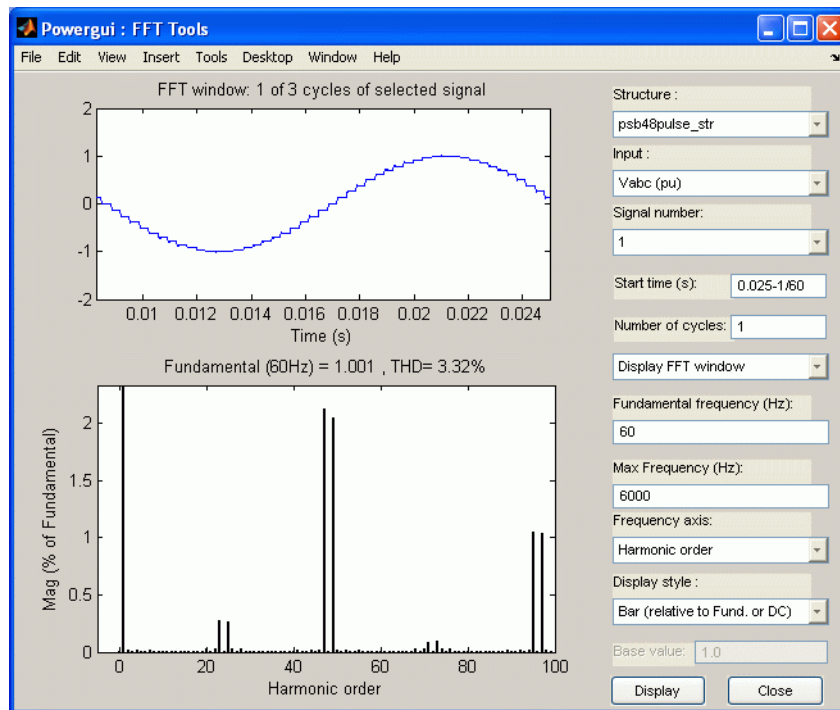 Powergui : FFT Tools
File Edit View Insert Tools Desktop Window Help
FFT window: 1 of 3 cycles of selected signal
2
1
0
-1
-2
0.01 0.012 0.014 0.016 0.018 0.02 0.022 0.024
Time (s)
Fundamental (60Hz) = 1.001 , THD= 3.32%
Mag (% of Fundamental)
2
1.5
1
0.5
0
0 20 40 60 80 100
Harmonic order
Structure :
psb48pulse_str
Input :
Vabc (pu)
Signal number:
1
Start time (s): 0.025-1/60
Number of cycles: 1
Display FFT window
Fundamental frequency (Hz):
60
Max Frequency (Hz):
6000
Frequency axis:
Harmonic order
Display style :
Bar (relative to Fund. or DC)
Base value: 1.0
Display Close